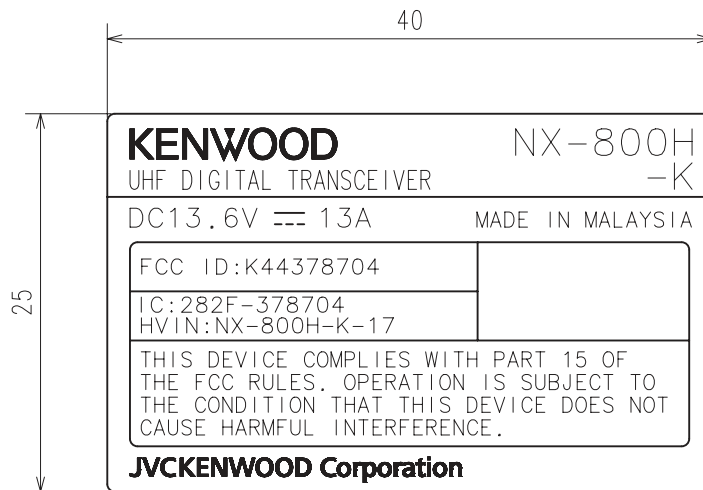 40
KENWOOD NX-800H
UHF DIGITAL TRANSCEIVER -K
DC13.6V ⎓ 13A MADE IN MALAYSIA
25
FCC ID:K44378704
IC:282F-378704
HVIN:NX-800H-K-17
THIS DEVICE COMPLIES WITH PART 15 OF
THE FCC RULES. OPERATION IS SUBJECT TO
THE CONDITION THAT THIS DEVICE DOES NOT
CAUSE HARMFUL INTERFERENCE.
JVCKENWOOD Corporation